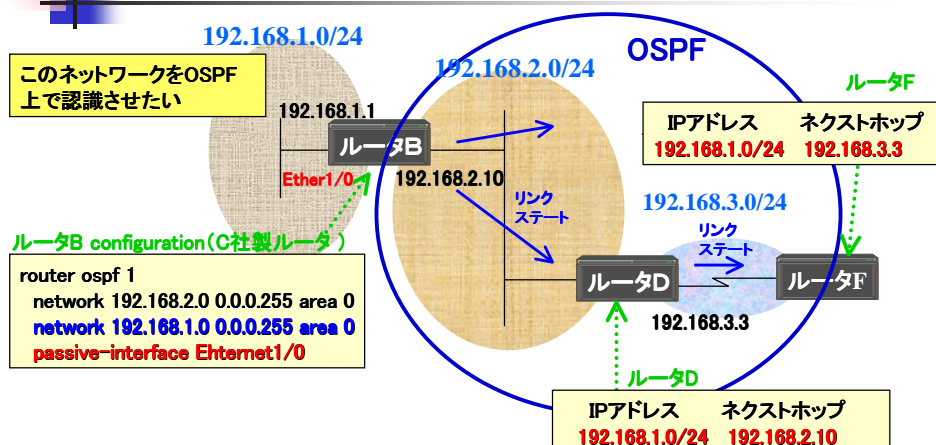 192.168.1.0/24
OSPF
このネットワークをOSPF
上で認識させたい
192.168.2.0/24
ルータF
IPアドレス ネクストホップ
192.168.1.0/24 192.168.3.3
192.168.1.1
ルータB
Ether1/0
192.168.2.10
リンク
ステート
192.168.3.0/24
リンク
ステート
ルータB configuration(C社製ルータ)
router ospf 1
network 192.168.2.0 0.0.0.255 area 0
network 192.168.1.0 0.0.0.255 area 0
passive-interface Ehternet1/0
ルータD
ルータF
192.168.3.3
ルータD
IPアドレス ネクストホップ
192.168.1.0/24 192.168.2.10